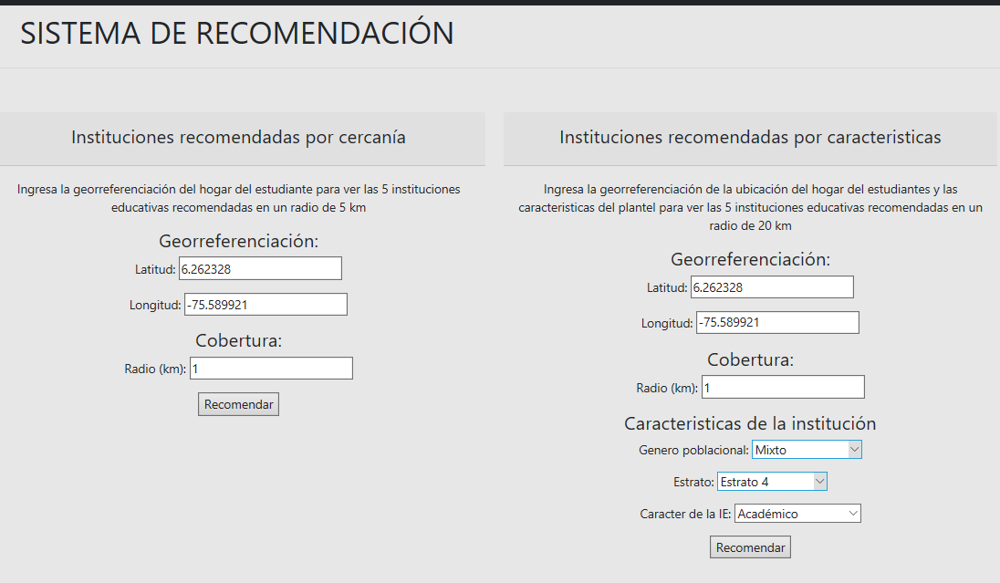 SISTEMA DE RECOMENDACIÓN
Instituciones recomendadas por cercanía
Ingresa la georreferenciación del hogar del estudiante para ver las 5 instituciones
educativas recomendadas en un radio de 5 km
Georreferenciación:
Latitud: 6.262328
Longitud: -75.589921
Cobertura:
Radio (km): 1
Recomendar
Instituciones recomendadas por caracteristicas
Ingresa la georreferenciación de la ubicación del hogar del estudiantes y las
caracteristicas del plantel para ver las 5 instituciones educativas recomendadas en un
radio de 20 km
Georreferenciación:
Latitud: 6.262328
Longitud: -75.589921
Cobertura:
Radio (km): 1
Caracteristicas de la institución
Genero poblacional: Mixto
Estrato: Estrato 4
Caracter de la IE: Académico
Recomendar